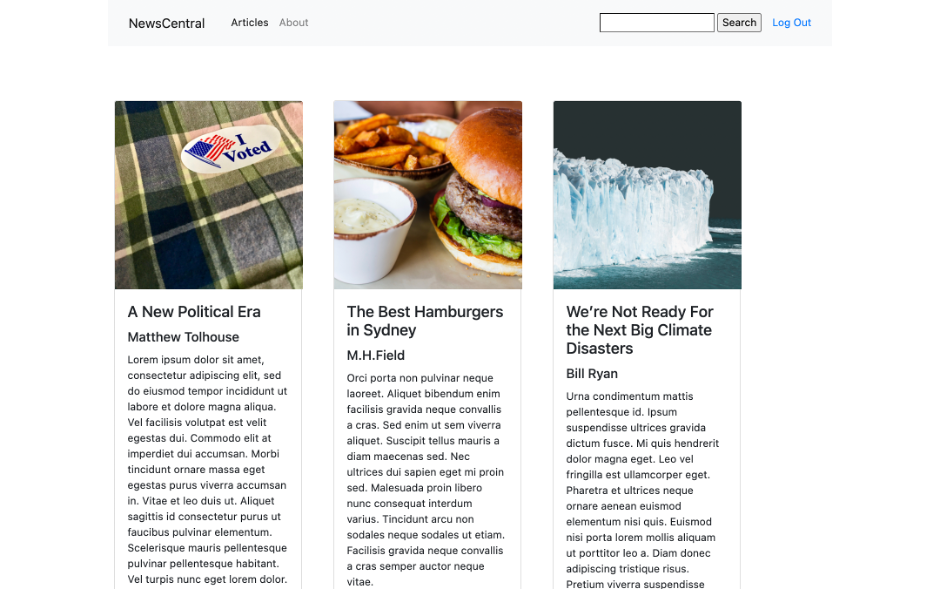 NewsCentral Articles About Search Log Out
I
Voted
A New Political Era
Matthew Tolhouse
Lorem ipsum dolor sit amet,
consectetur adipiscing elit, sed
do eiusmod tempor incididunt ut
labore et dolore magna aliqua.
Vel facilisis volutpat est velit
egestas dui. Commodo elit at
imperdiet dui accumsan. Morbi
tincidunt ornare massa eget
egestas purus viverra accumsan
in. Vitae et leo duis ut. Aliquet
sagittis id consectetur purus ut
faucibus pulvinar elementum.
Scelerisque mauris pellentesque
pulvinar pellentesque habitant.
Vel turpis nunc eget lorem dolor.
The Best Hamburgers
in Sydney
M.H.Field
Orci porta non pulvinar neque
laoreet. Aliquet bibendum enim
facilisis gravida neque convallis
a cras. Sed enim ut sem viverra
aliquet. Suscipit tellus mauris a
diam maecenas sed. Nec
ultrices dui sapien eget mi proin
sed. Malesuada proin libero
nunc consequat interdum
varius. Tincidunt arcu non
sodales neque sodales ut etiam.
Facilisis gravida neque convallis
a cras semper auctor neque
vitae.
We’re Not Ready For
the Next Big Climate
Disasters
Bill Ryan
Urna condimentum mattis
pellentesque id. Ipsum
suspendisse ultrices gravida
dictum fusce. Mi quis hendrerit
dolor magna eget. Leo vel
fringilla est ullamcorper eget.
Pharetra et ultrices neque
ornare aenean euismod
elementum nisi quis. Euismod
nisi porta lorem mollis aliquam
ut porttitor leo a. Diam donec
adipiscing tristique risus.
Pretium viverra suspendisse